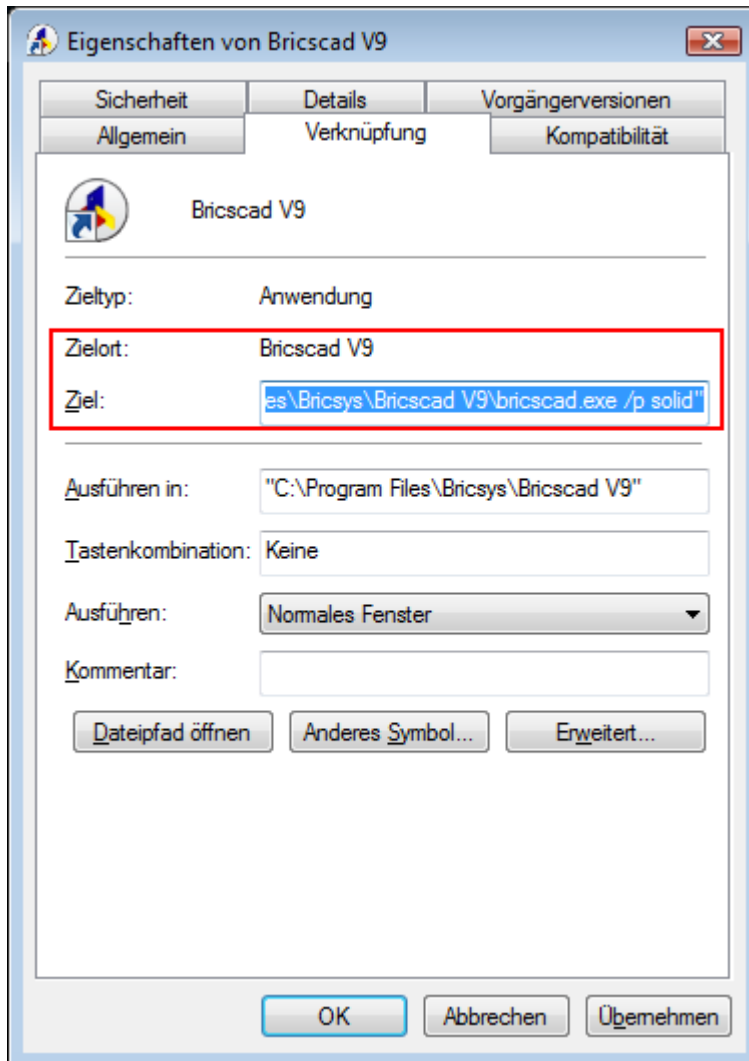 Eigenschaften von Bricscad V9
Sicherheit Details Vorgängerversionen
Allgemein Verknüpfung Kompatibilität
Bricscad V9
Zieltyp: Anwendung
Zielort: Bricscad V9
Ziel: es\Bricsys\Bricscad V9\bricscad.exe /p solid"
Ausführen in: "C:\Program Files\Bricsys\Bricscad V9"
Tastenkombination: Keine
Ausführen: Normales Fenster
Kommentar:
Dateipfad öffnen Anderes Symbol... Erweitert...
OK Abbrechen Übernehmen